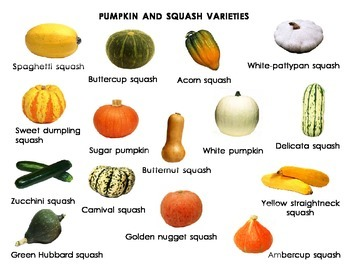 PUMPKIN AND SQUASH VARIETIES
Spaghetti squash
Buttercup squash
Acorn squash
White-pattypan squash
Sweet dumpling
squash
Sugar pumpkin
Butternut squash
White pumpkin
Delicata squash
Zucchini squash
Carnival squash
Golden nugget squash
Yellow straightneck
squash
Green Hubbard squash
Ambercup squash